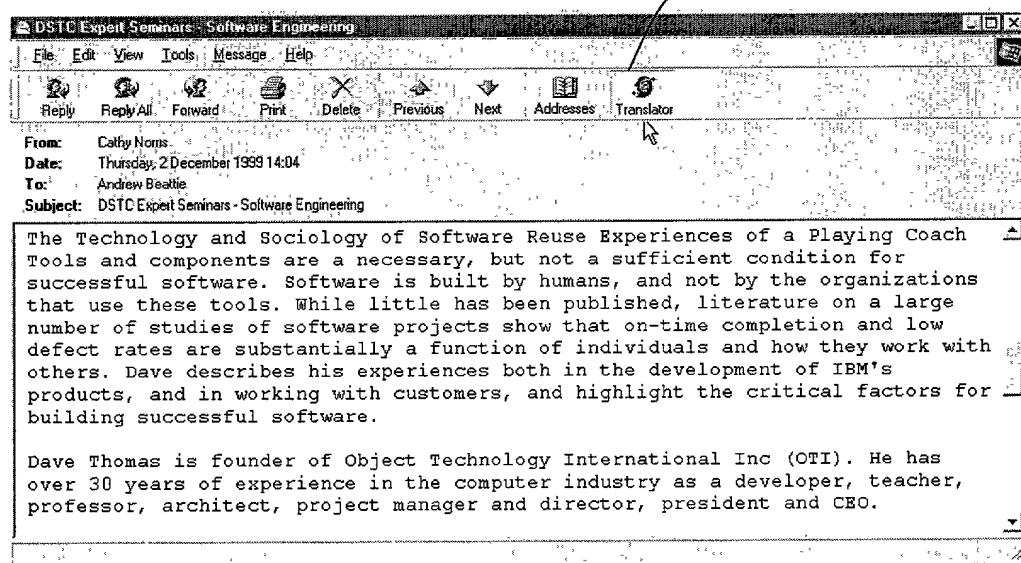 DSTC Expert Seminars - Software Engineering
File Edit View Tools Message Help
Reply Reply All Forward Print Delete Previous Next Addresses Translator
From: Cathy Norris
Date: Thursday, 2 December 1999 14:04
To: Andrew Beattie
Subject: DSTC Expert Seminars - Software Engineering
The Technology and Sociology of Software Reuse Experiences of a Playing Coach
Tools and components are a necessary, but not a sufficient condition for
successful software. Software is built by humans, and not by the organizations
that use these tools. While little has been published, literature on a large
number of studies of software projects show that on-time completion and low
defect rates are substantially a function of individuals and how they work with
others. Dave describes his experiences both in the development of IBM's
products, and in working with customers, and highlight the critical factors for
building successful software.
Dave Thomas is founder of Object Technology International Inc (OTI). He has
over 30 years of experience in the computer industry as a developer, teacher,
professor, architect, project manager and director, president and CEO.